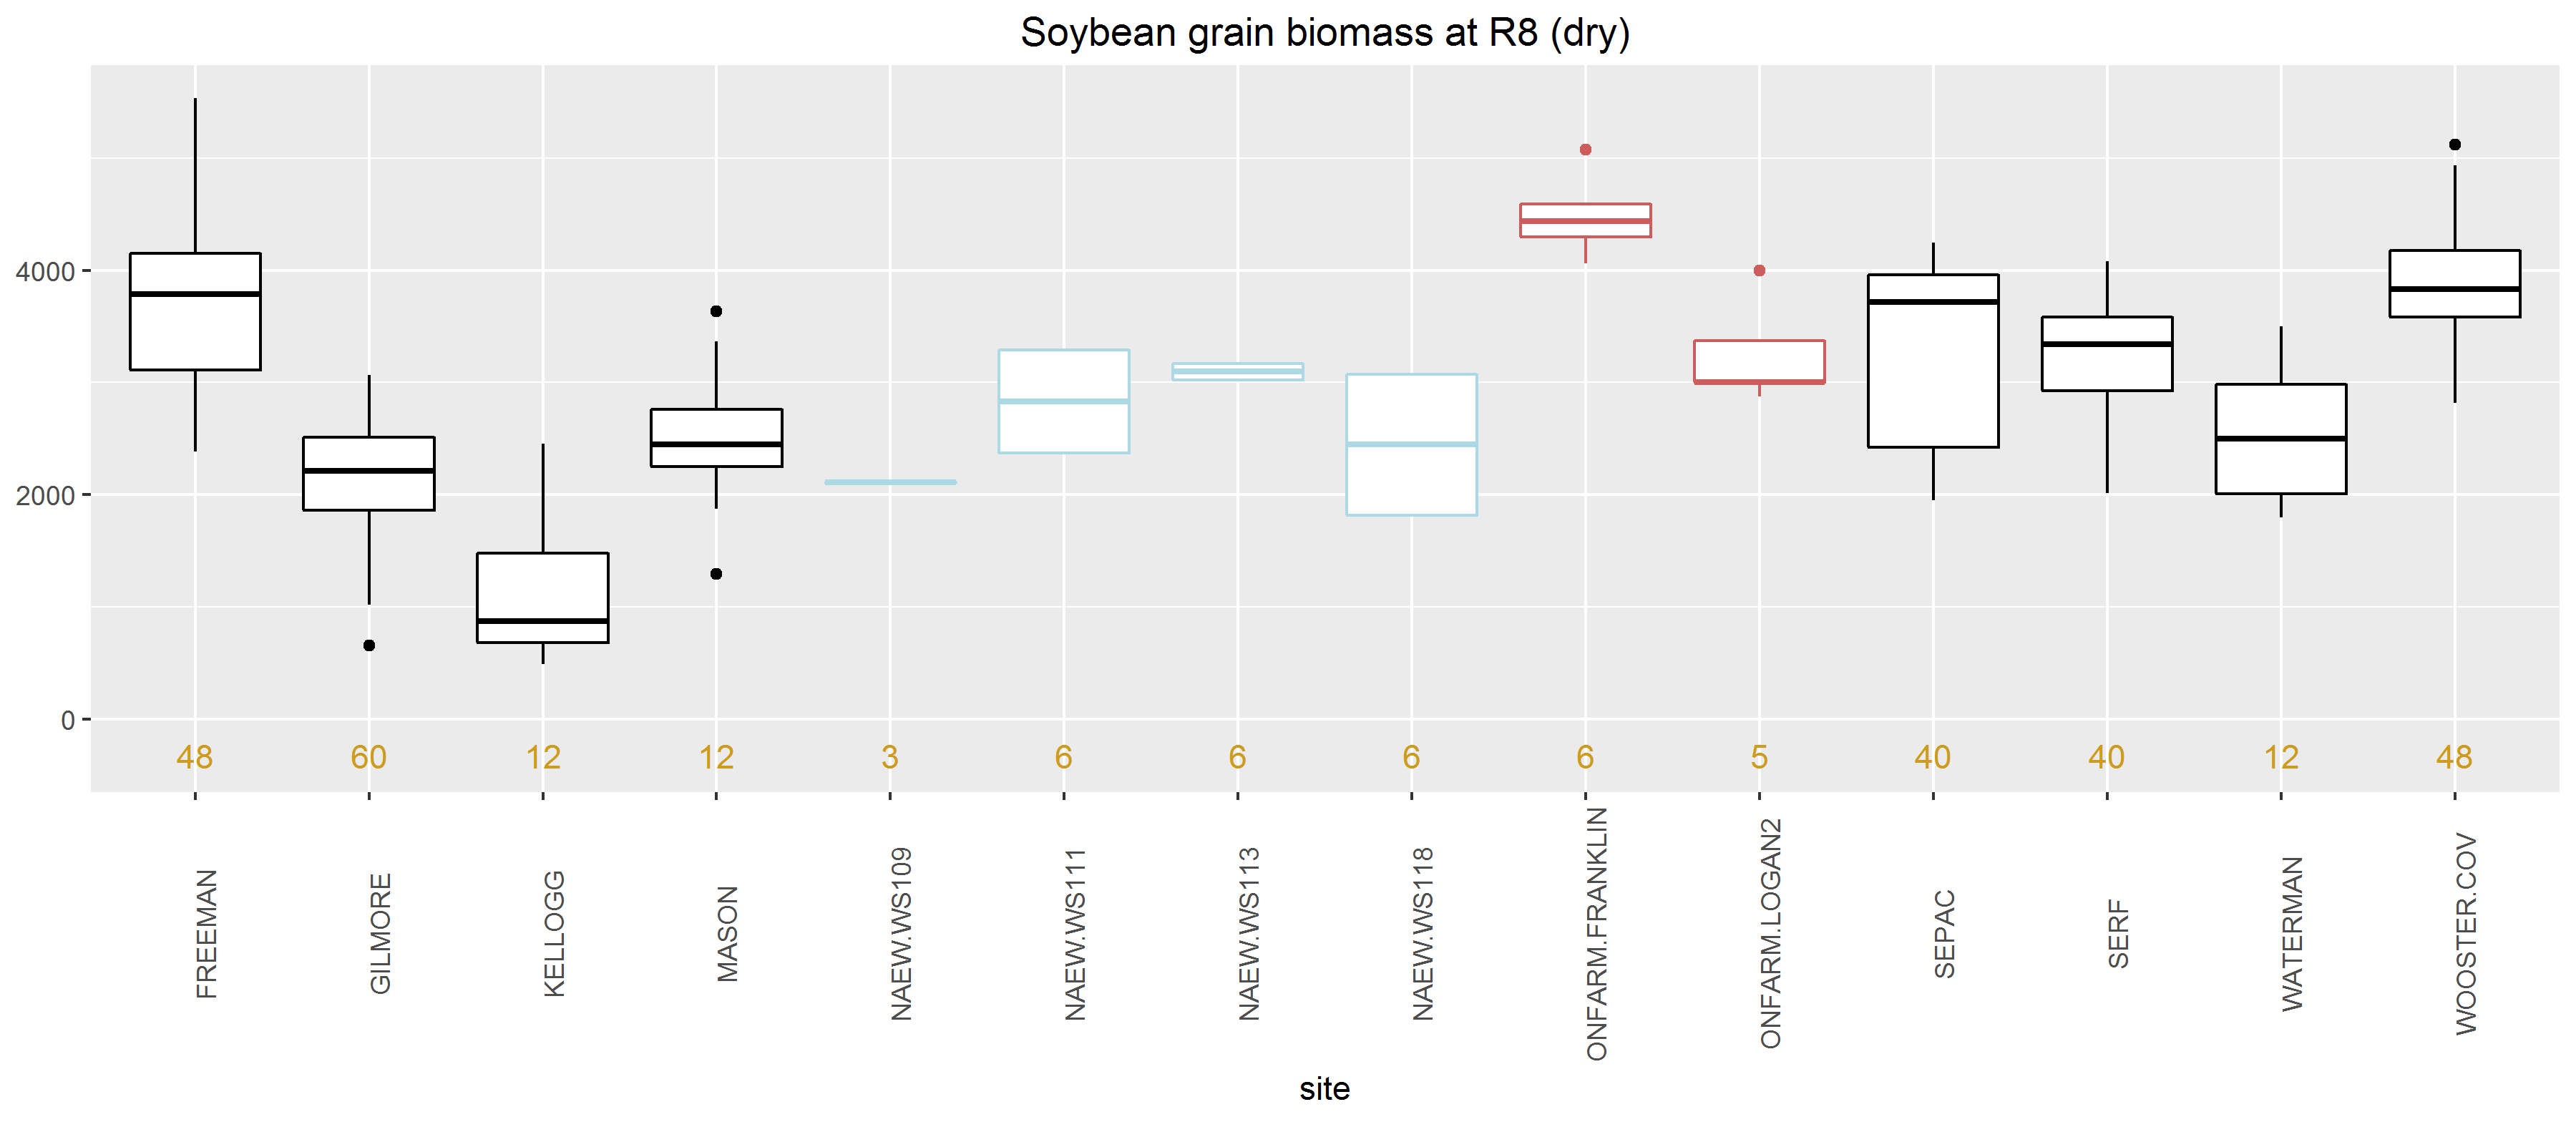 Soybean grain biomass at R8 (dry)
4000
2000
0
48 60 12 12 3 6 6 6 6 5 40 40 12 48
FREEMAN
GILMORE
KELLOGG
MASON
NAEW.WS109
NAEW.WS111
NAEW.WS113
NAEW.WS118
ONFARM.FRANKLIN
ONFARM.LOGAN2
SEPAC
SERF
WATERMAN
WOOSTER.COV
site